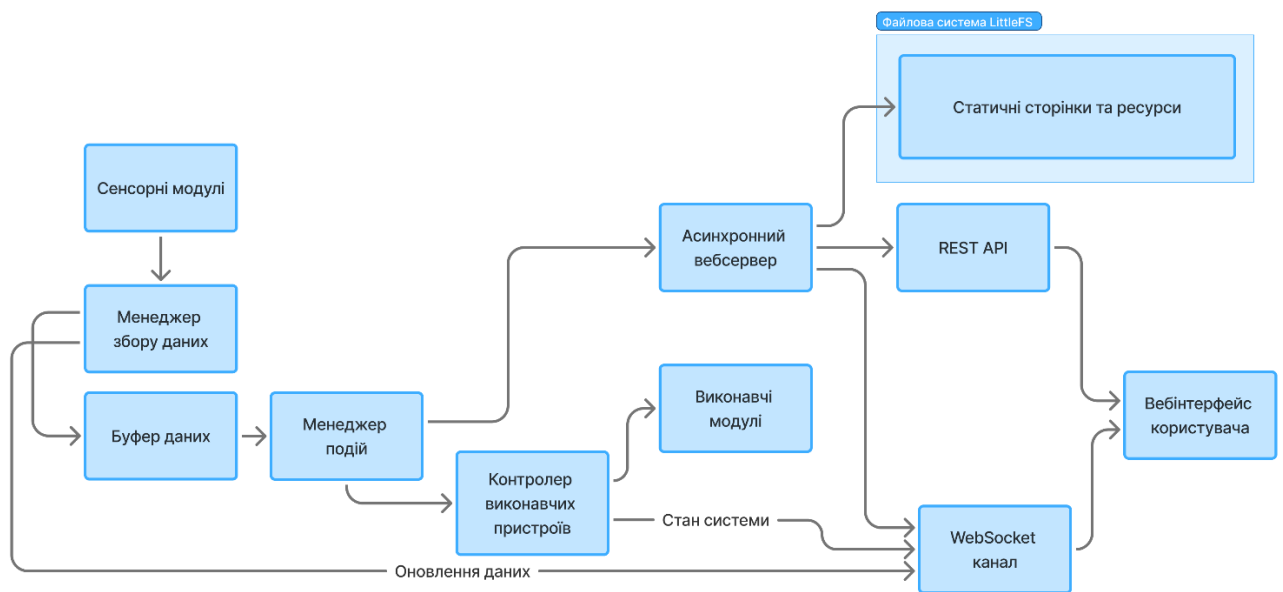 Файлова система LittleFS
Статичні сторінки та ресурси
Сенсорні модулі
Асинхронний
вебсервер
REST API
Менеджер
збору даних
Виконавчі
модулі
Вебінтерфейс
користувача
Буфер даних
Менеджер
подій
Контролер
виконавчих
пристроїв
Стан системи
WebSocket
канал
Оновлення даних